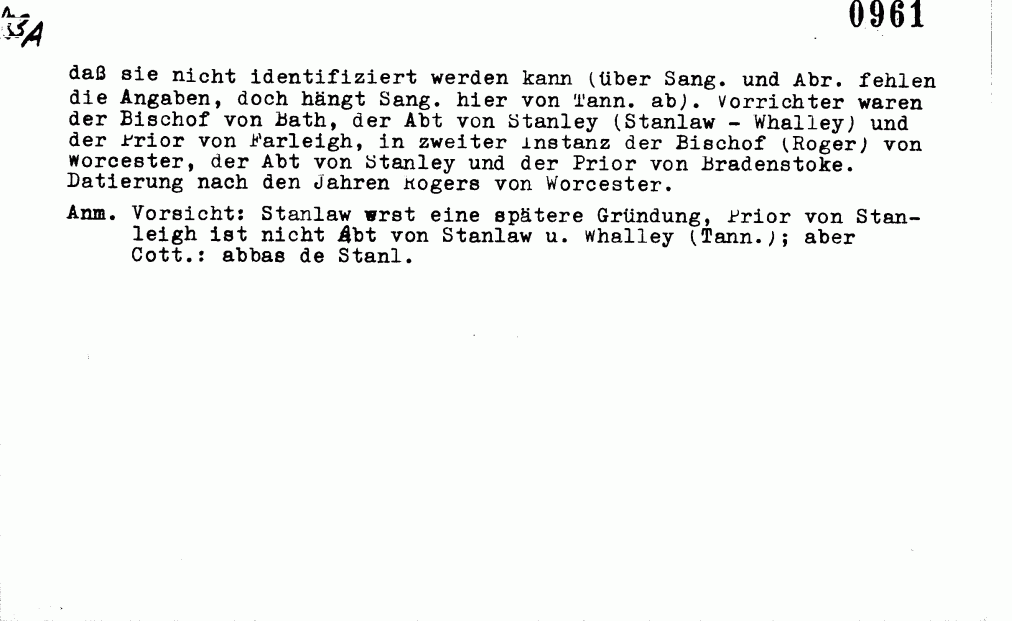 0961
daß sie nicht identifiziert werden kann (über Sang. und Abr. fehlen
die Angaben, doch hängt Sang. hier von Tann. ab). Vorrichter waren
der Bischof von Bath, der Abt von Stanley (Stanlaw - Whalley) und
der Prior von Farleigh, in zweiter Instanz der Bischof (Roger) von
Worcester, der Abt von Stanley und der Prior von Bradenstoke.
Datierung nach den Jahren Rogers von Worcester.
Anm. Vorsicht: Stanlaw erst eine spätere Gründung, Prior von Stan-
leigh ist nicht Abt von Stanlaw u. Whalley (Tann.); aber
Cott.: abbas de Stanl.